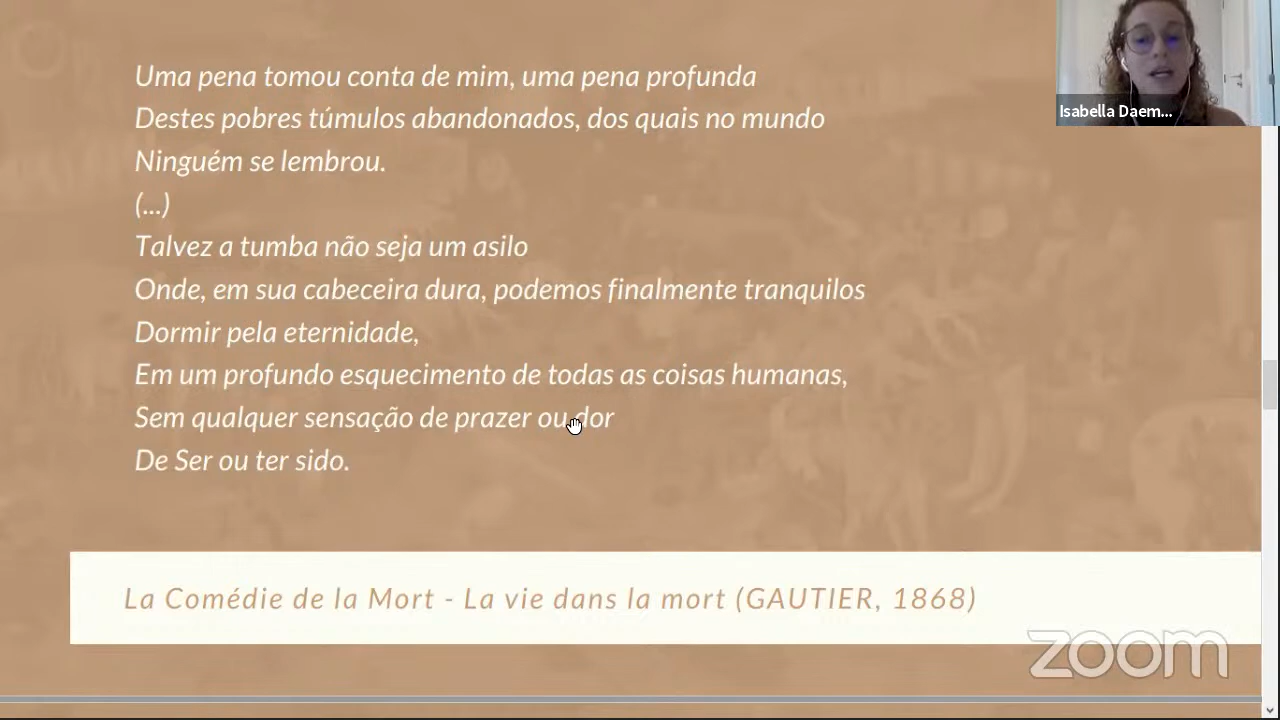 Uma pena tomou conta de mim, uma pena profunda
Destes pobres túmulos abandonados, dos quais no mundo
Ninguém se lembrou.
(...)
Talvez a tumba não seja um asilo
Onde, em sua cabeceira dura, podemos finalmente tranquilos
Dormir pela eternidade,
Em um profundo esquecimento de todas as coisas humanas,
Sem qualquer sensação de prazer ou dor
De Ser ou ter sido.
La Comédie de la Mort - La vie dans la mort (GAUTIER, 1868)
Isabella Daem...
zoom